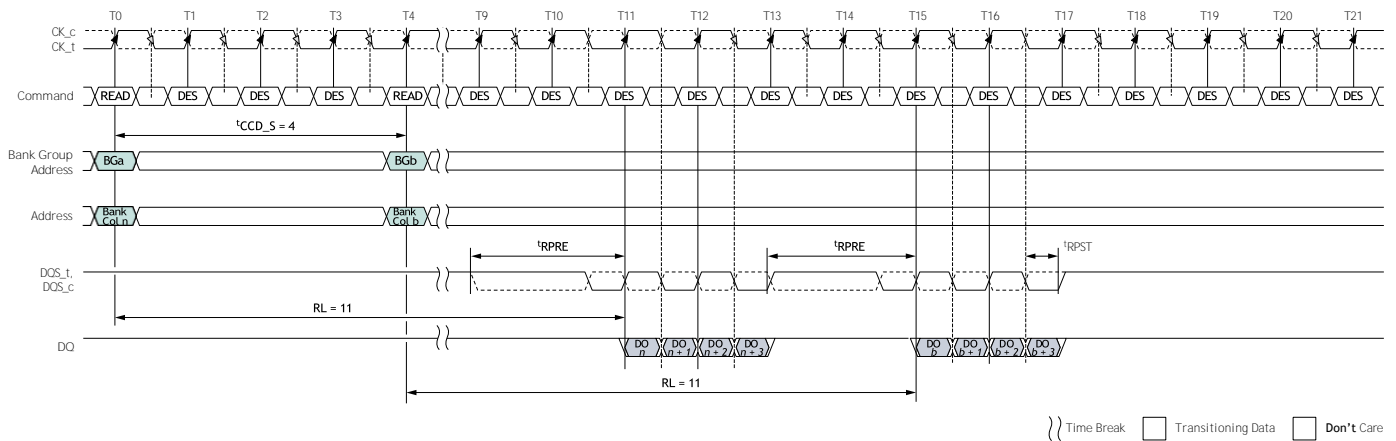 T0 T1 T2 T3 T4 T9 T10 T11 T12 T13 T14 T15 T16 T17 T18 T19 T20 T21
CK_c
CK_t
Command READ DES DES DES READ DES DES DES DES DES DES DES DES DES DES DES DES DES
tCCD_S = 4
Bank Group
Address
BGa BGb
Address
Bank
Col n
Bank
Col b
tRPRE tRPRE tRPST
DQS_t,
DQS_c
RL = 11
DQ
DO
n
DO
n + 1
DO
n + 2
DO
n + 3
DO
b
DO
b + 1
DO
b + 2
DO
b + 3
RL = 11
Time Break Transitioning Data Don't Care